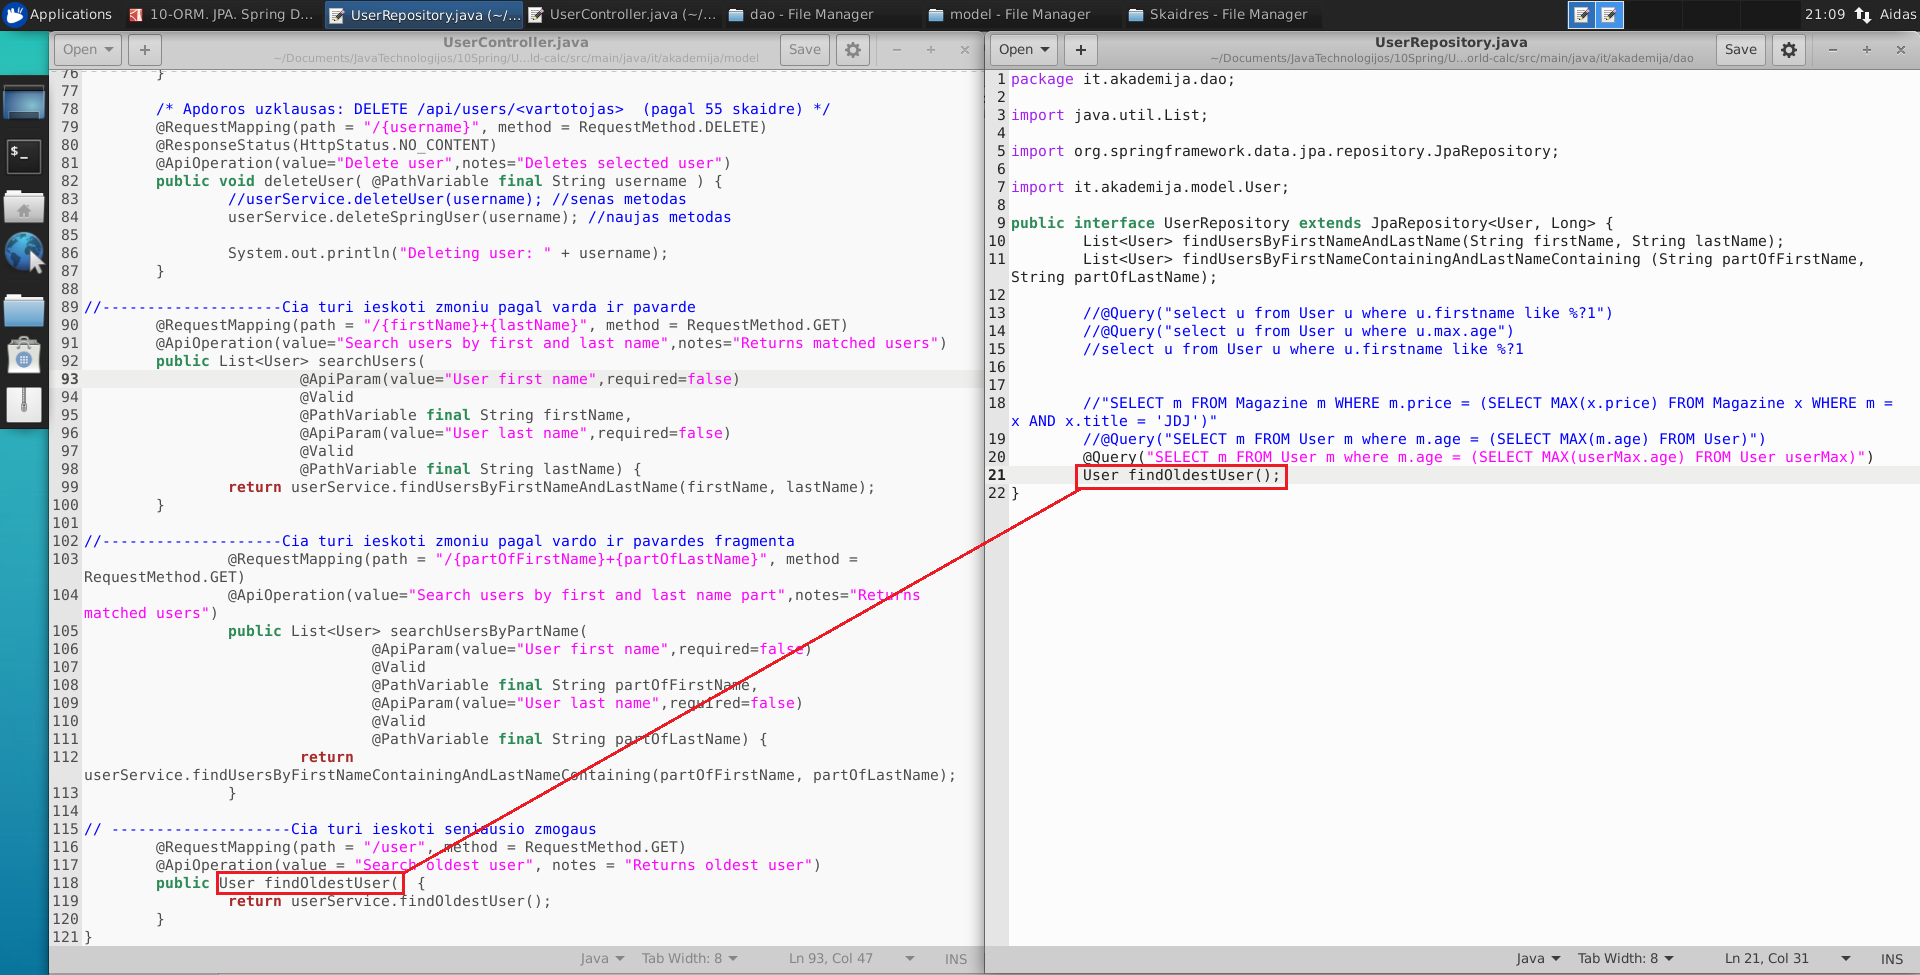 Applications
10-ORM. JPA. Spring D...
UserRepository.java (~/...
UserController.java (~/...
dao - File Manager
model - File Manager
Skaidres - File Manager
21:09
Aidas
Open
+
UserController.java
~/Documents/JavaTechnologijos/10Spring/U...ld-calc/src/main/java/it/akademija/model
Save
76 }
77
78 /* Apdoros uzklausas: DELETE /api/users/<vartotojas>  (pagal 55 skaidre) */
79 @RequestMapping(path = "/{username}", method = RequestMethod.DELETE)
80 @ResponseStatus(HttpStatus.NO_CONTENT)
81 @ApiOperation(value="Delete user",notes="Deletes selected user")
82 public void deleteUser( @PathVariable final String username ) {
83 //userService.deleteUser(username); //senas metodas
84 userService.deleteSpringUser(username); //naujas metodas
85
86 System.out.println("Deleting user: " + username);
87 }
88
89 //--------------------Cia turi ieskoti zmoniu pagal varda ir pavarde
90 @RequestMapping(path = "/{firstName}+{lastName}", method = RequestMethod.GET)
91 @ApiOperation(value="Search users by first and last name",notes="Returns matched users")
92 public List<User> searchUsers(
93 @ApiParam(value="User first name",required=false)
94 @Valid
95 @PathVariable final String firstName,
96 @ApiParam(value="User last name",required=false)
97 @Valid
98 @PathVariable final String lastName) {
99 return userService.findUsersByFirstNameAndLastName(firstName, lastName);
100 }
101
102 //--------------------Cia turi ieskoti zmoniu pagal vardo ir pavardes fragmenta
103 @RequestMapping(path = "/{partOfFirstName}+{partOfLastName}", method =
RequestMethod.GET)
104 @ApiOperation(value="Search users by first and last name part",notes="Returns
matched users")
105 public List<User> searchUsersByPartName(
106 @ApiParam(value="User first name",required=false)
107 @Valid
108 @PathVariable final String partOfFirstName,
109 @ApiParam(value="User last name",required=false)
110 @Valid
111 @PathVariable final String partOfLastName) {
112 return
userService.findUsersByFirstNameContainingAndLastNameContaining(partOfFirstName, partOfLastName);
113 }
114
115 // --------------------Cia turi ieskoti seniausio zmogaus
116 @RequestMapping(path = "/user", method = RequestMethod.GET)
117 @ApiOperation(value = "Search oldest user", notes = "Returns oldest user")
118 public User findOldestUser( {
119 return userService.findOldestUser();
120 }
121 }
Java
Tab Width: 8
Ln 93, Col 47
INS
Open
+
UserRepository.java
~/Documents/JavaTechnologijos/10Spring/U...orld-calc/src/main/java/it/akademija/dao
Save
1 package it.akademija.dao;
2
3 import java.util.List;
4
5 import org.springframework.data.jpa.repository.JpaRepository;
6
7 import it.akademija.model.User;
8
9 public interface UserRepository extends JpaRepository<User, Long> {
10 List<User> findUsersByFirstNameAndLastName(String firstName, String lastName);
11 List<User> findUsersByFirstNameContainingAndLastNameContaining (String partOfFirstName,
String partOfLastName);
12
13 //@Query("select u from User u where u.firstname like %?1")
14 //@Query("select u from User u where u.max.age")
15 //select u from User u where u.firstname like %?1
16
17
18 //"SELECT m FROM Magazine m WHERE m.price = (SELECT MAX(x.price) FROM Magazine x WHERE m =
x AND x.title = 'JDJ')"
19 //@Query("SELECT m FROM User m where m.age = (SELECT MAX(m.age) FROM User)")
20 @Query("SELECT m FROM User m where m.age = (SELECT MAX(userMax.age) FROM User userMax)")
21 User findOldestUser();
22 }
Java
Tab Width: 8
Ln 21, Col 31
INS